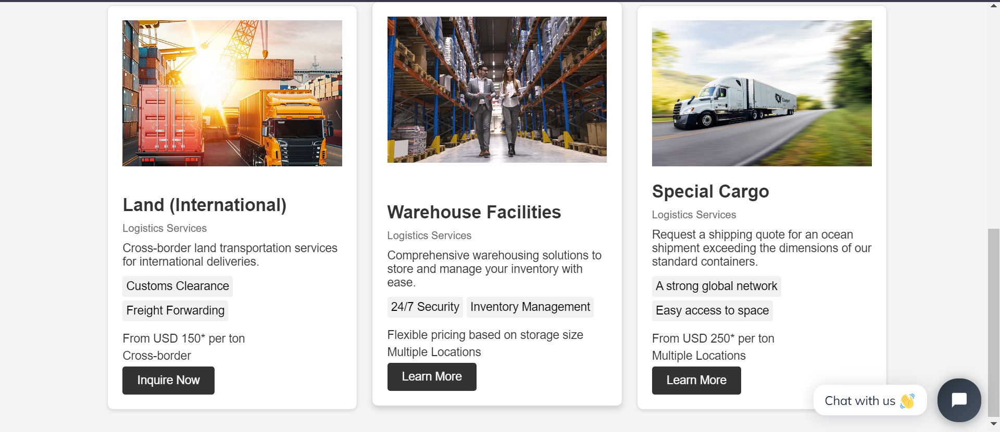 Land (International)
Logistics Services
Cross-border land transportation services
for international deliveries.
Customs Clearance
Freight Forwarding
From USD 150* per ton
Cross-border
Inquire Now
Warehouse Facilities
Logistics Services
Comprehensive warehousing solutions to
store and manage your inventory with
ease.
24/7 Security Inventory Management
Flexible pricing based on storage size
Multiple Locations
Learn More
Special Cargo
Logistics Services
Request a shipping quote for an ocean
shipment exceeding the dimensions of our
standard containers.
A strong global network
Easy access to space
From USD 250* per ton
Multiple Locations
Learn More
Chat with us 👋